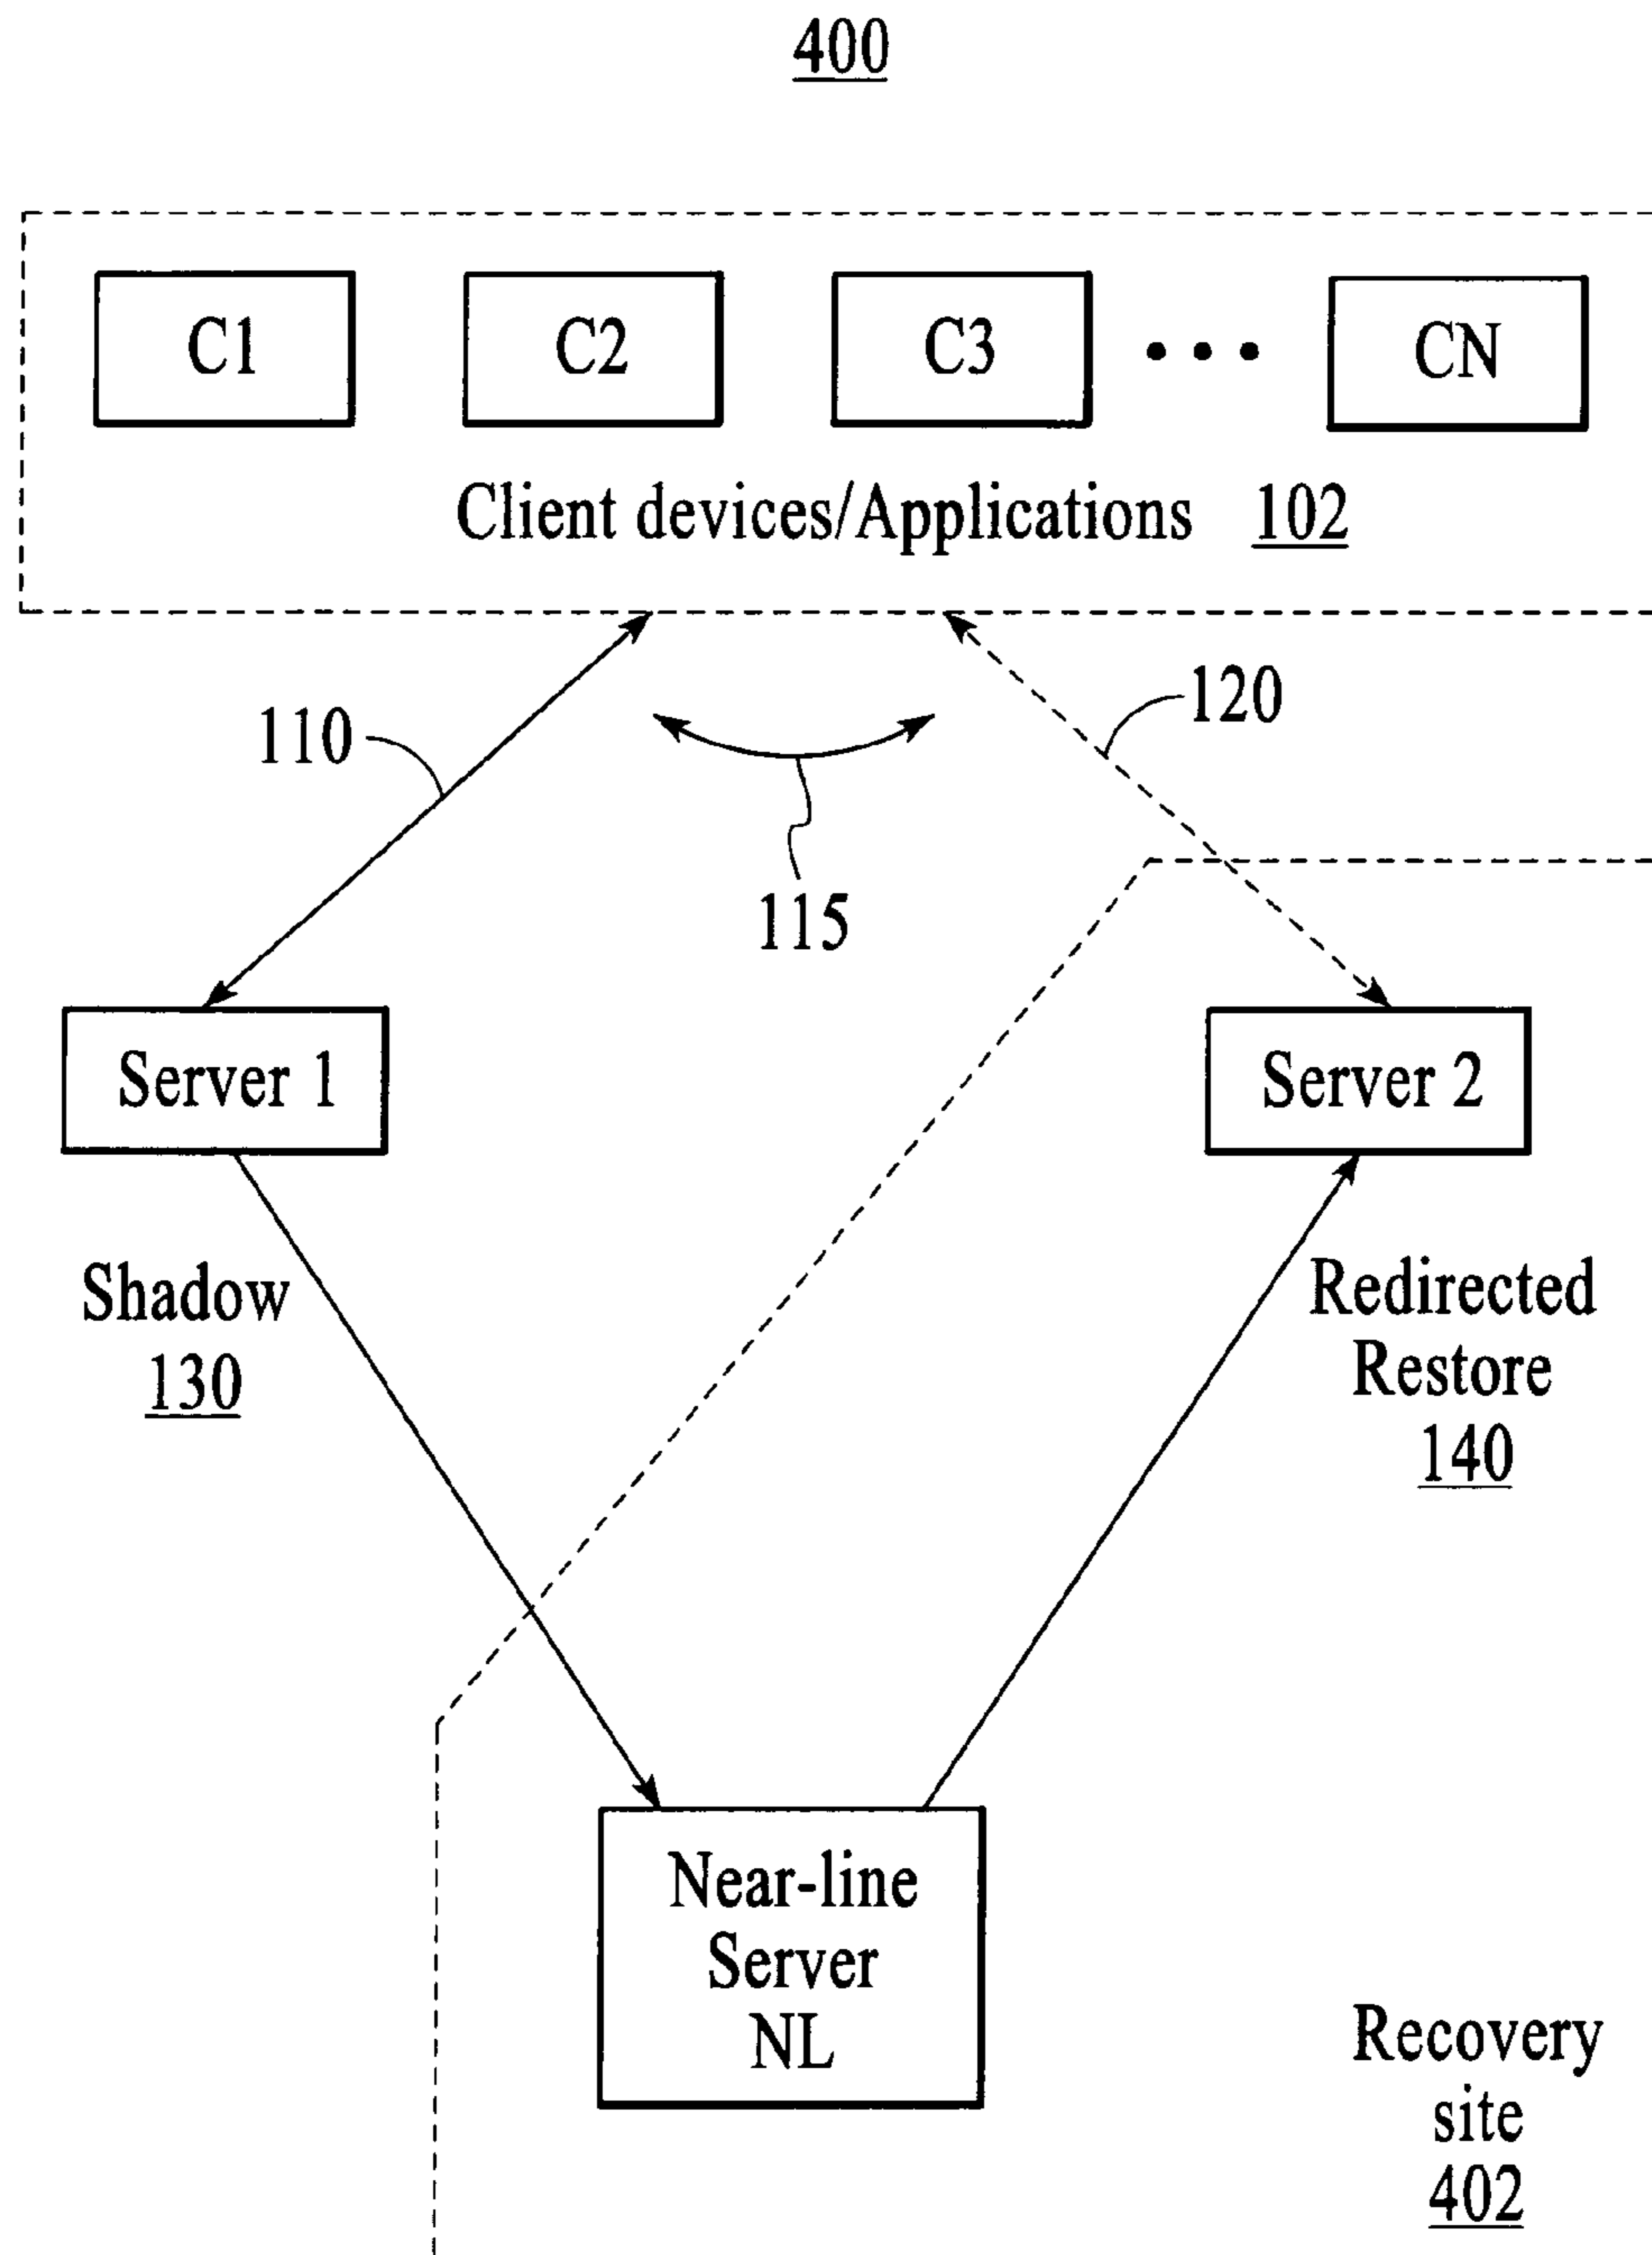 400
C1
C2
C3
CN
Client devices/Applications 102
110
120
115
Server 1
Server 2
Shadow
130
Redirected
Restore
140
Near-line
Server
NL
Recovery
site
402